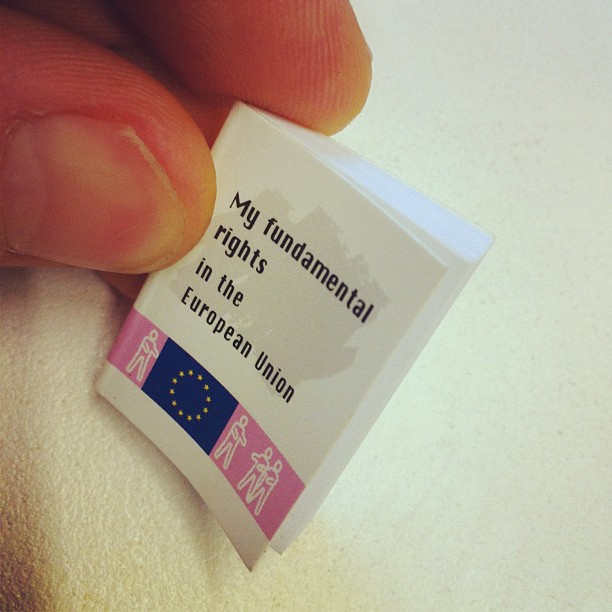 My fundamental
rights
in the
European Union